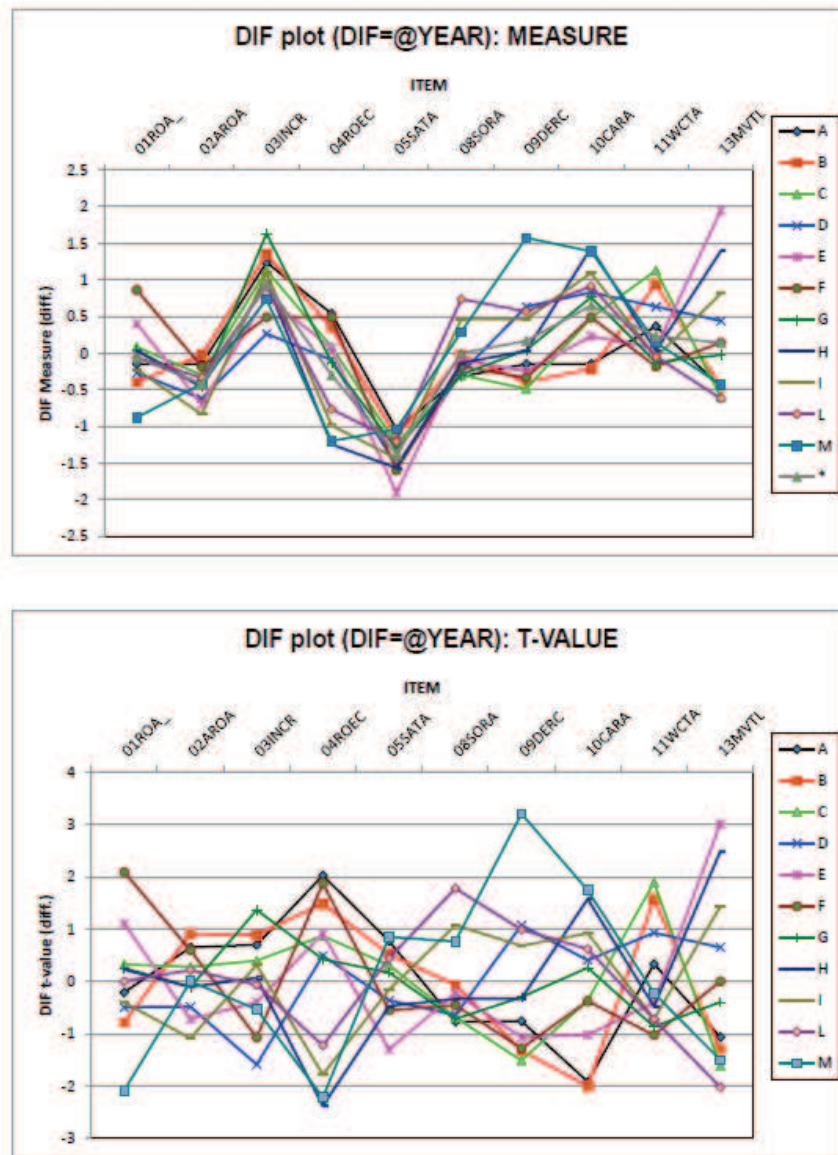 DIF plot (DIF=@YEAR): MEASURE
ITEM
01ROA_ 02AROA 03INCR 04ROEC 05SATA 08SORA 09DERC 10CARA 11WCTA 13MVTL
DIF Measure (diff.)
2.5
2
1.5
1
0.5
0
-0.5
-1
-1.5
-2
-2.5
A
B
C
D
E
F
G
H
I
L
M
*
DIF plot (DIF=@YEAR): T-VALUE
ITEM
01ROA_ 02AROA 03INCR 04ROEC 05SATA 08SORA 09DERC 10CARA 11WCTA 13MVTL
DIF t-value (diff.)
4
3
2
1
0
-1
-2
-3
A
B
C
D
E
F
G
H
I
L
M